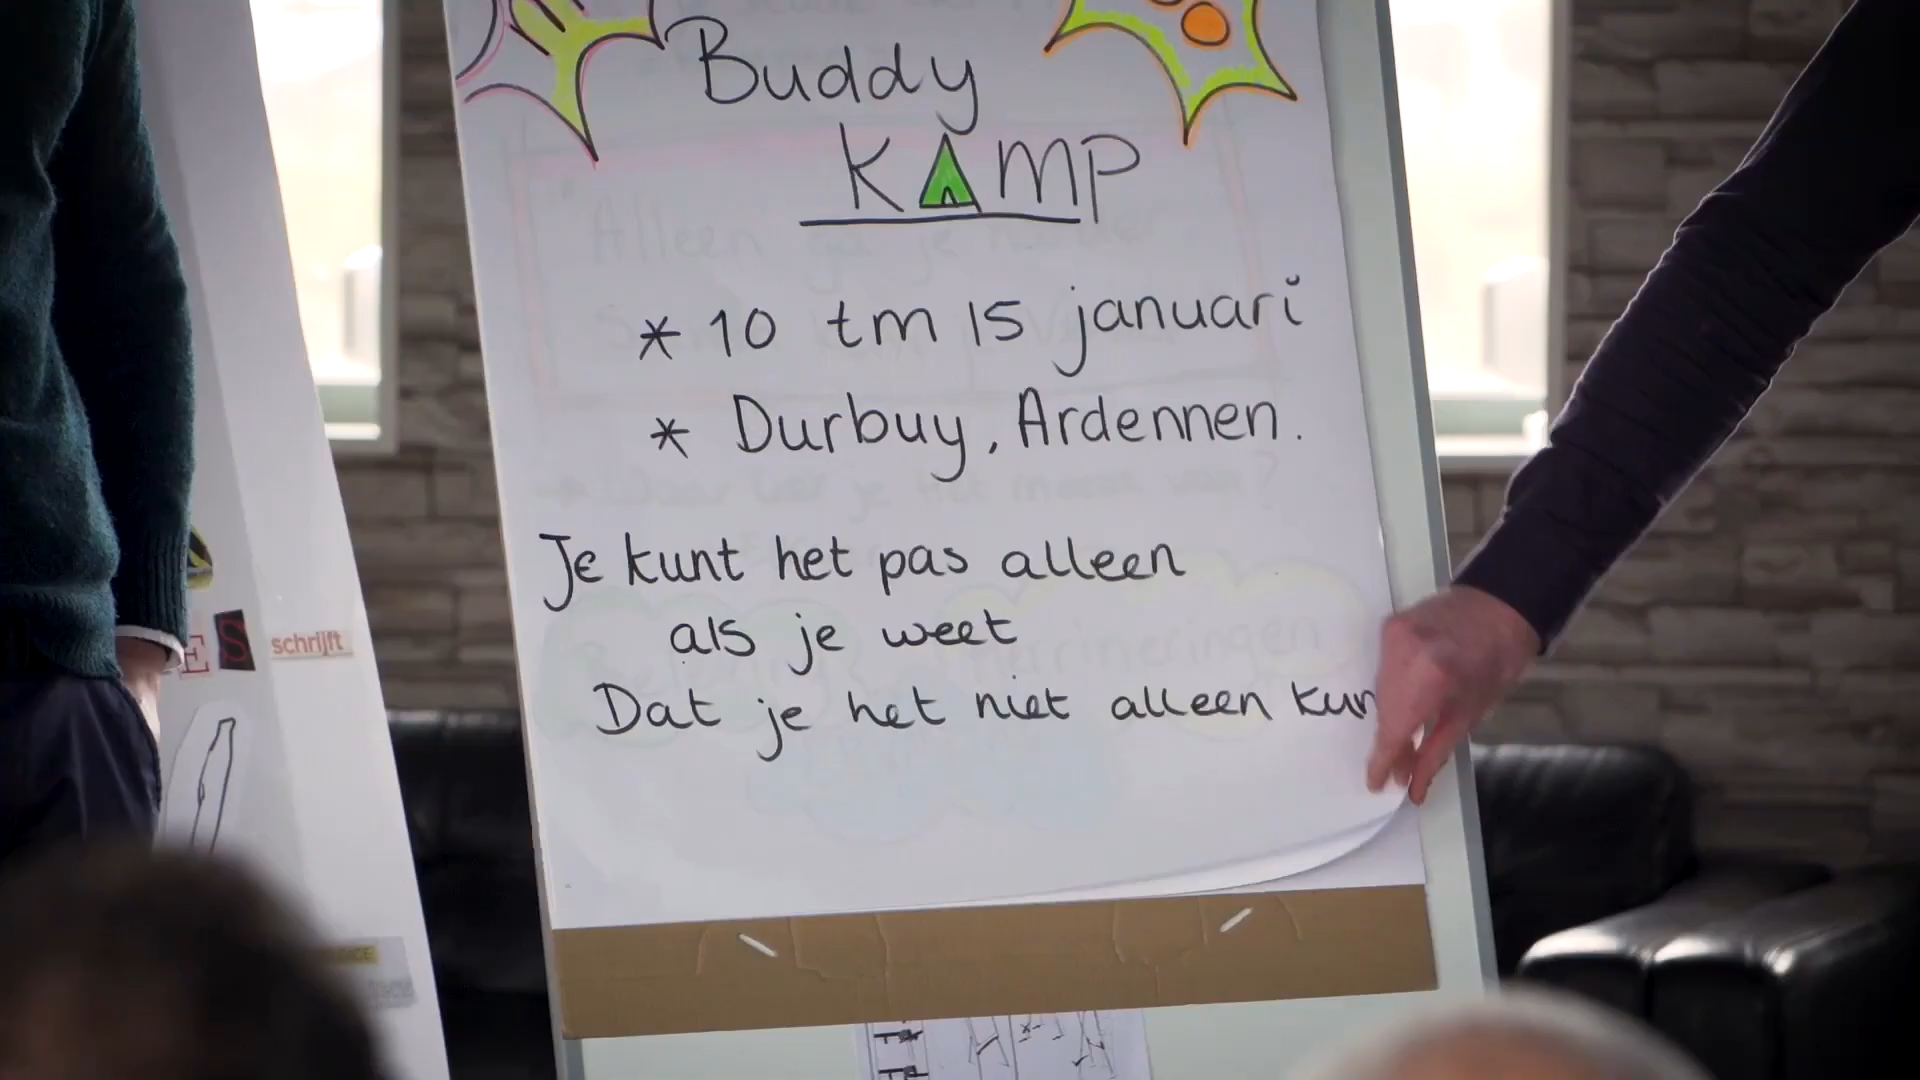 Buddy
KAMP
* 10 tm 15 januari
* Durbuy, Ardennen.
Je kunt het pas alleen
als je weet
Dat je het niet alleen kun
ES schrijft